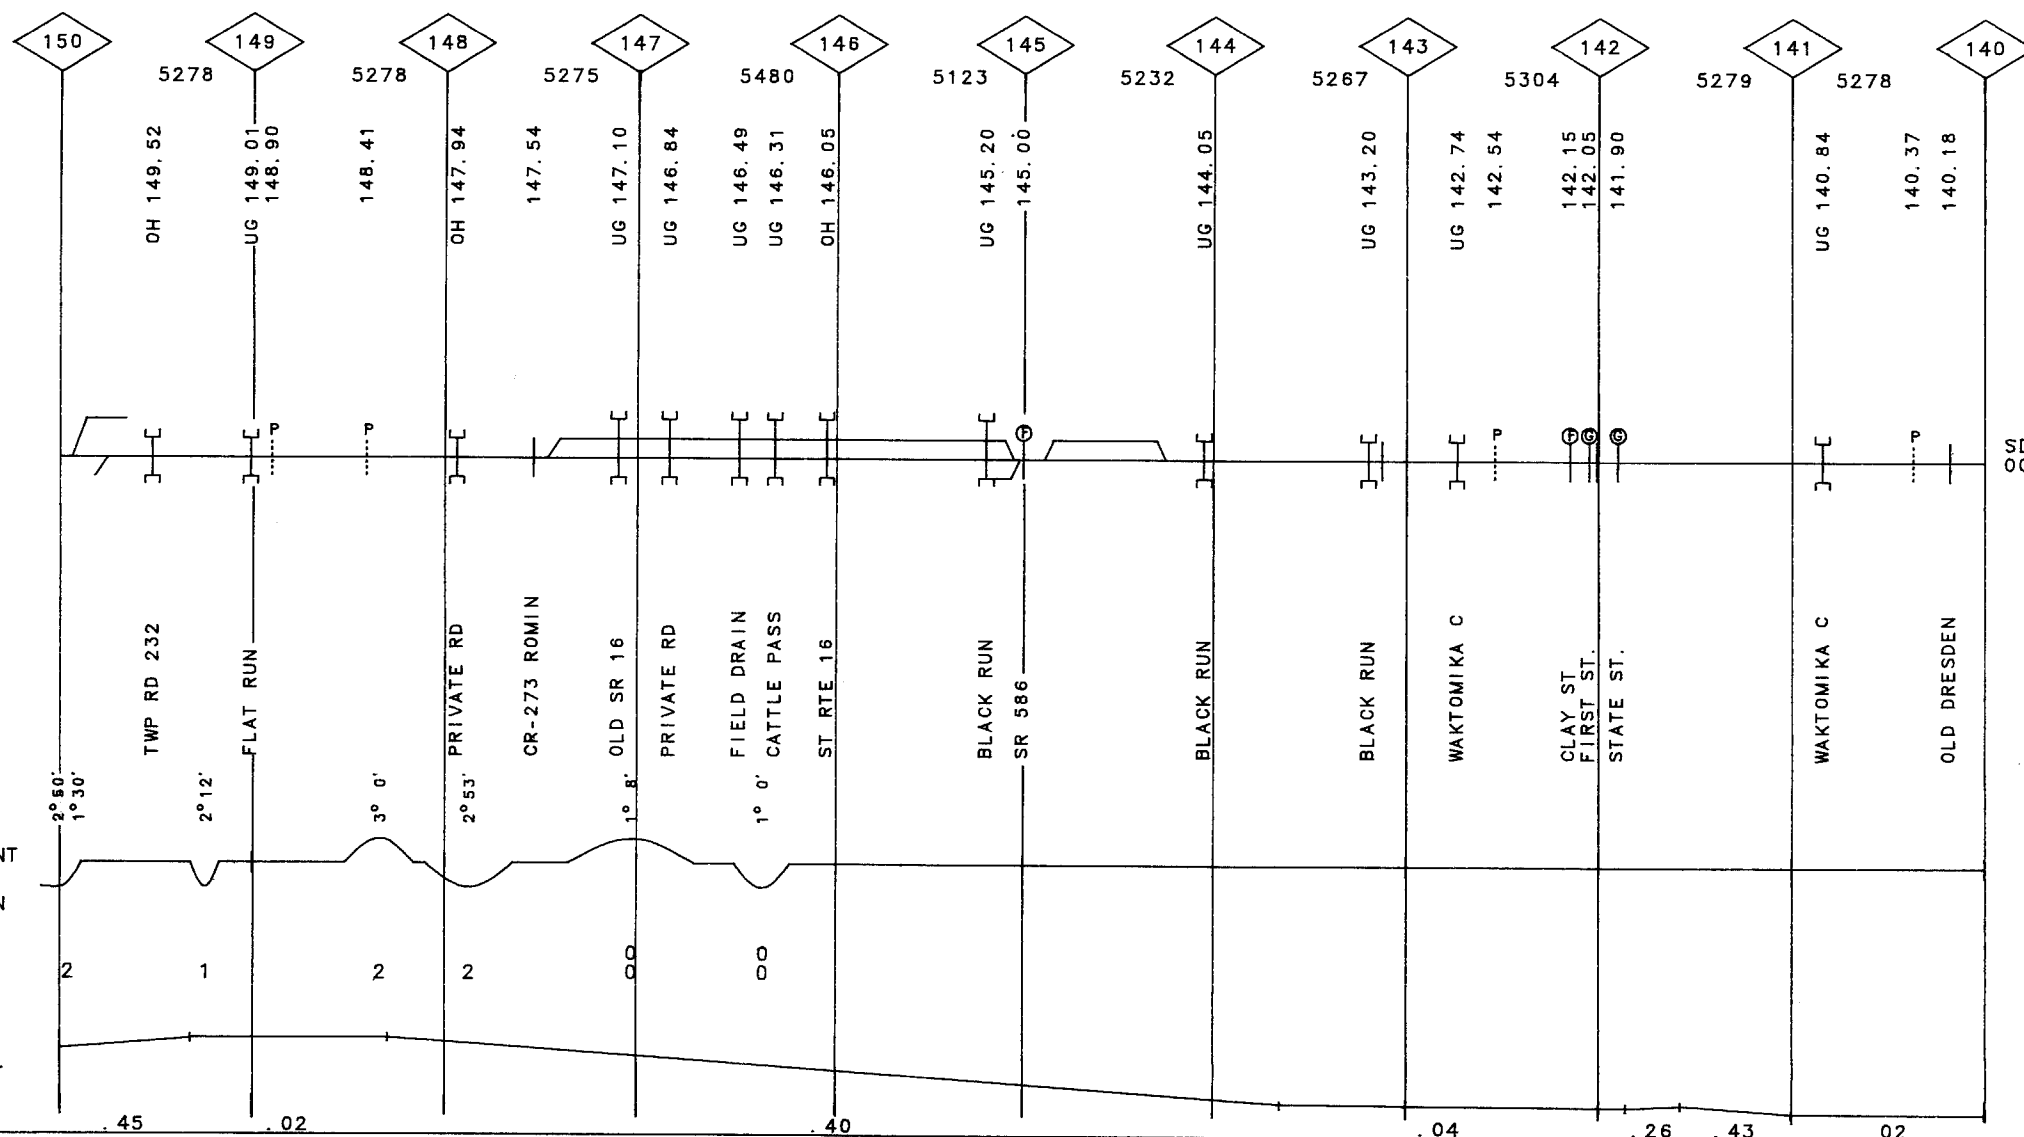 150 149 148 147 146 145 144 143 142 141 140
5278 5278 5275 5480 5123 5232 5267 5304 5279 5278
OH 149.52
UG 149.01
148.90
148.41
OH 147.94
147.54
UG 147.10
UG 146.84
UG 146.49
UG 146.31
OH 146.05
UG 145.20
145.00
UG 144.05
UG 143.20
UG 142.74
142.54
142.15
142.05
141.90
UG 140.84
140.37
140.18
P P F P F G G P
TWP RD 232
FLAT RUN
PRIVATE RD
CR-273 ROMIN
OLD SR 16
PRIVATE RD
FIELD DRAIN
CATTLE PASS
ST RTE 16
BLACK RUN
SR 586
BLACK RUN
BLACK RUN
WAKTOMIKA C
CLAY ST
FIRST ST.
STATE ST.
WAKTOMIKA C
OLD DRESDEN
1°30'
2°12'
3° 0'
2°53'
1° 8'
1° 0'
2 1 2 2 0 0
0 0
.45 .02 .40 .04 .26 .43 02